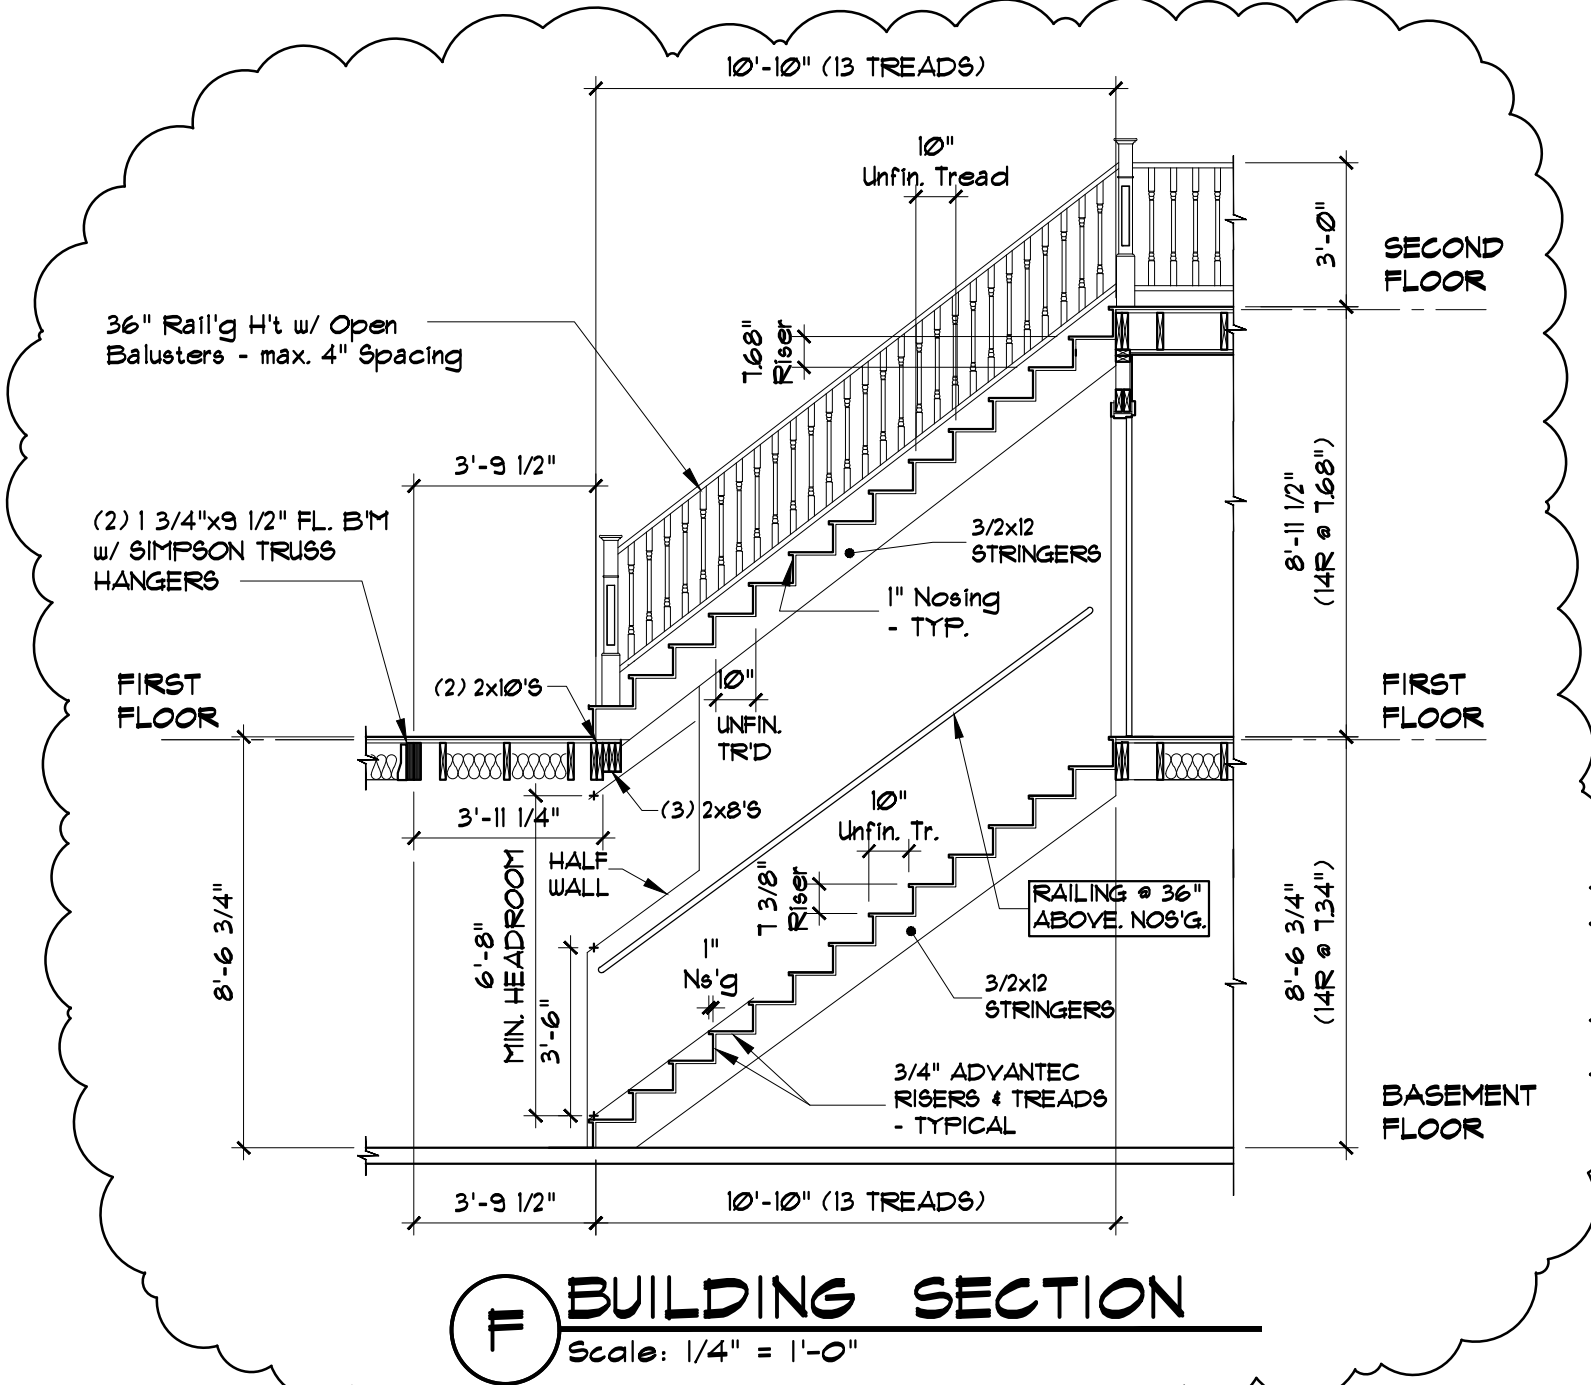 10'-10" (13 TREADS)
10"
Unfin. Tread
3'-0"
SECOND
FLOOR
36" Rail'g H't w/ Open
Balusters - max. 4" Spacing
7.68"
Riser
3'-9 1/2"
(2) 1 3/4"x9 1/2" FL. B'M
w/ SIMPSON TRUSS
HANGERS
3/2x12
STRINGERS
8'-11 1/2"
(14R @ 7.68")
1" Nosing
- TYP.
FIRST
FLOOR
(2) 2x10'S
10"
UNFIN.
TR'D
FIRST
FLOOR
3'-11 1/4"
(3) 2x8'S
10"
Unfin. Tr.
HALF
WALL
7 3/8"
Riser
RAILING @ 36"
ABOVE. NOS'G.
8'-6 3/4"
6'-8"
MIN. HEADROOM
3'-6"
1"
Ns'g
3/2x12
STRINGERS
8'-6 3/4"
(14R @ 7.34")
3/4" ADVANTEC
RISERS & TREADS
- TYPICAL
BASEMENT
FLOOR
3'-9 1/2"
10'-10" (13 TREADS)
F
BUILDING SECTION
Scale: 1/4" = 1'-0"